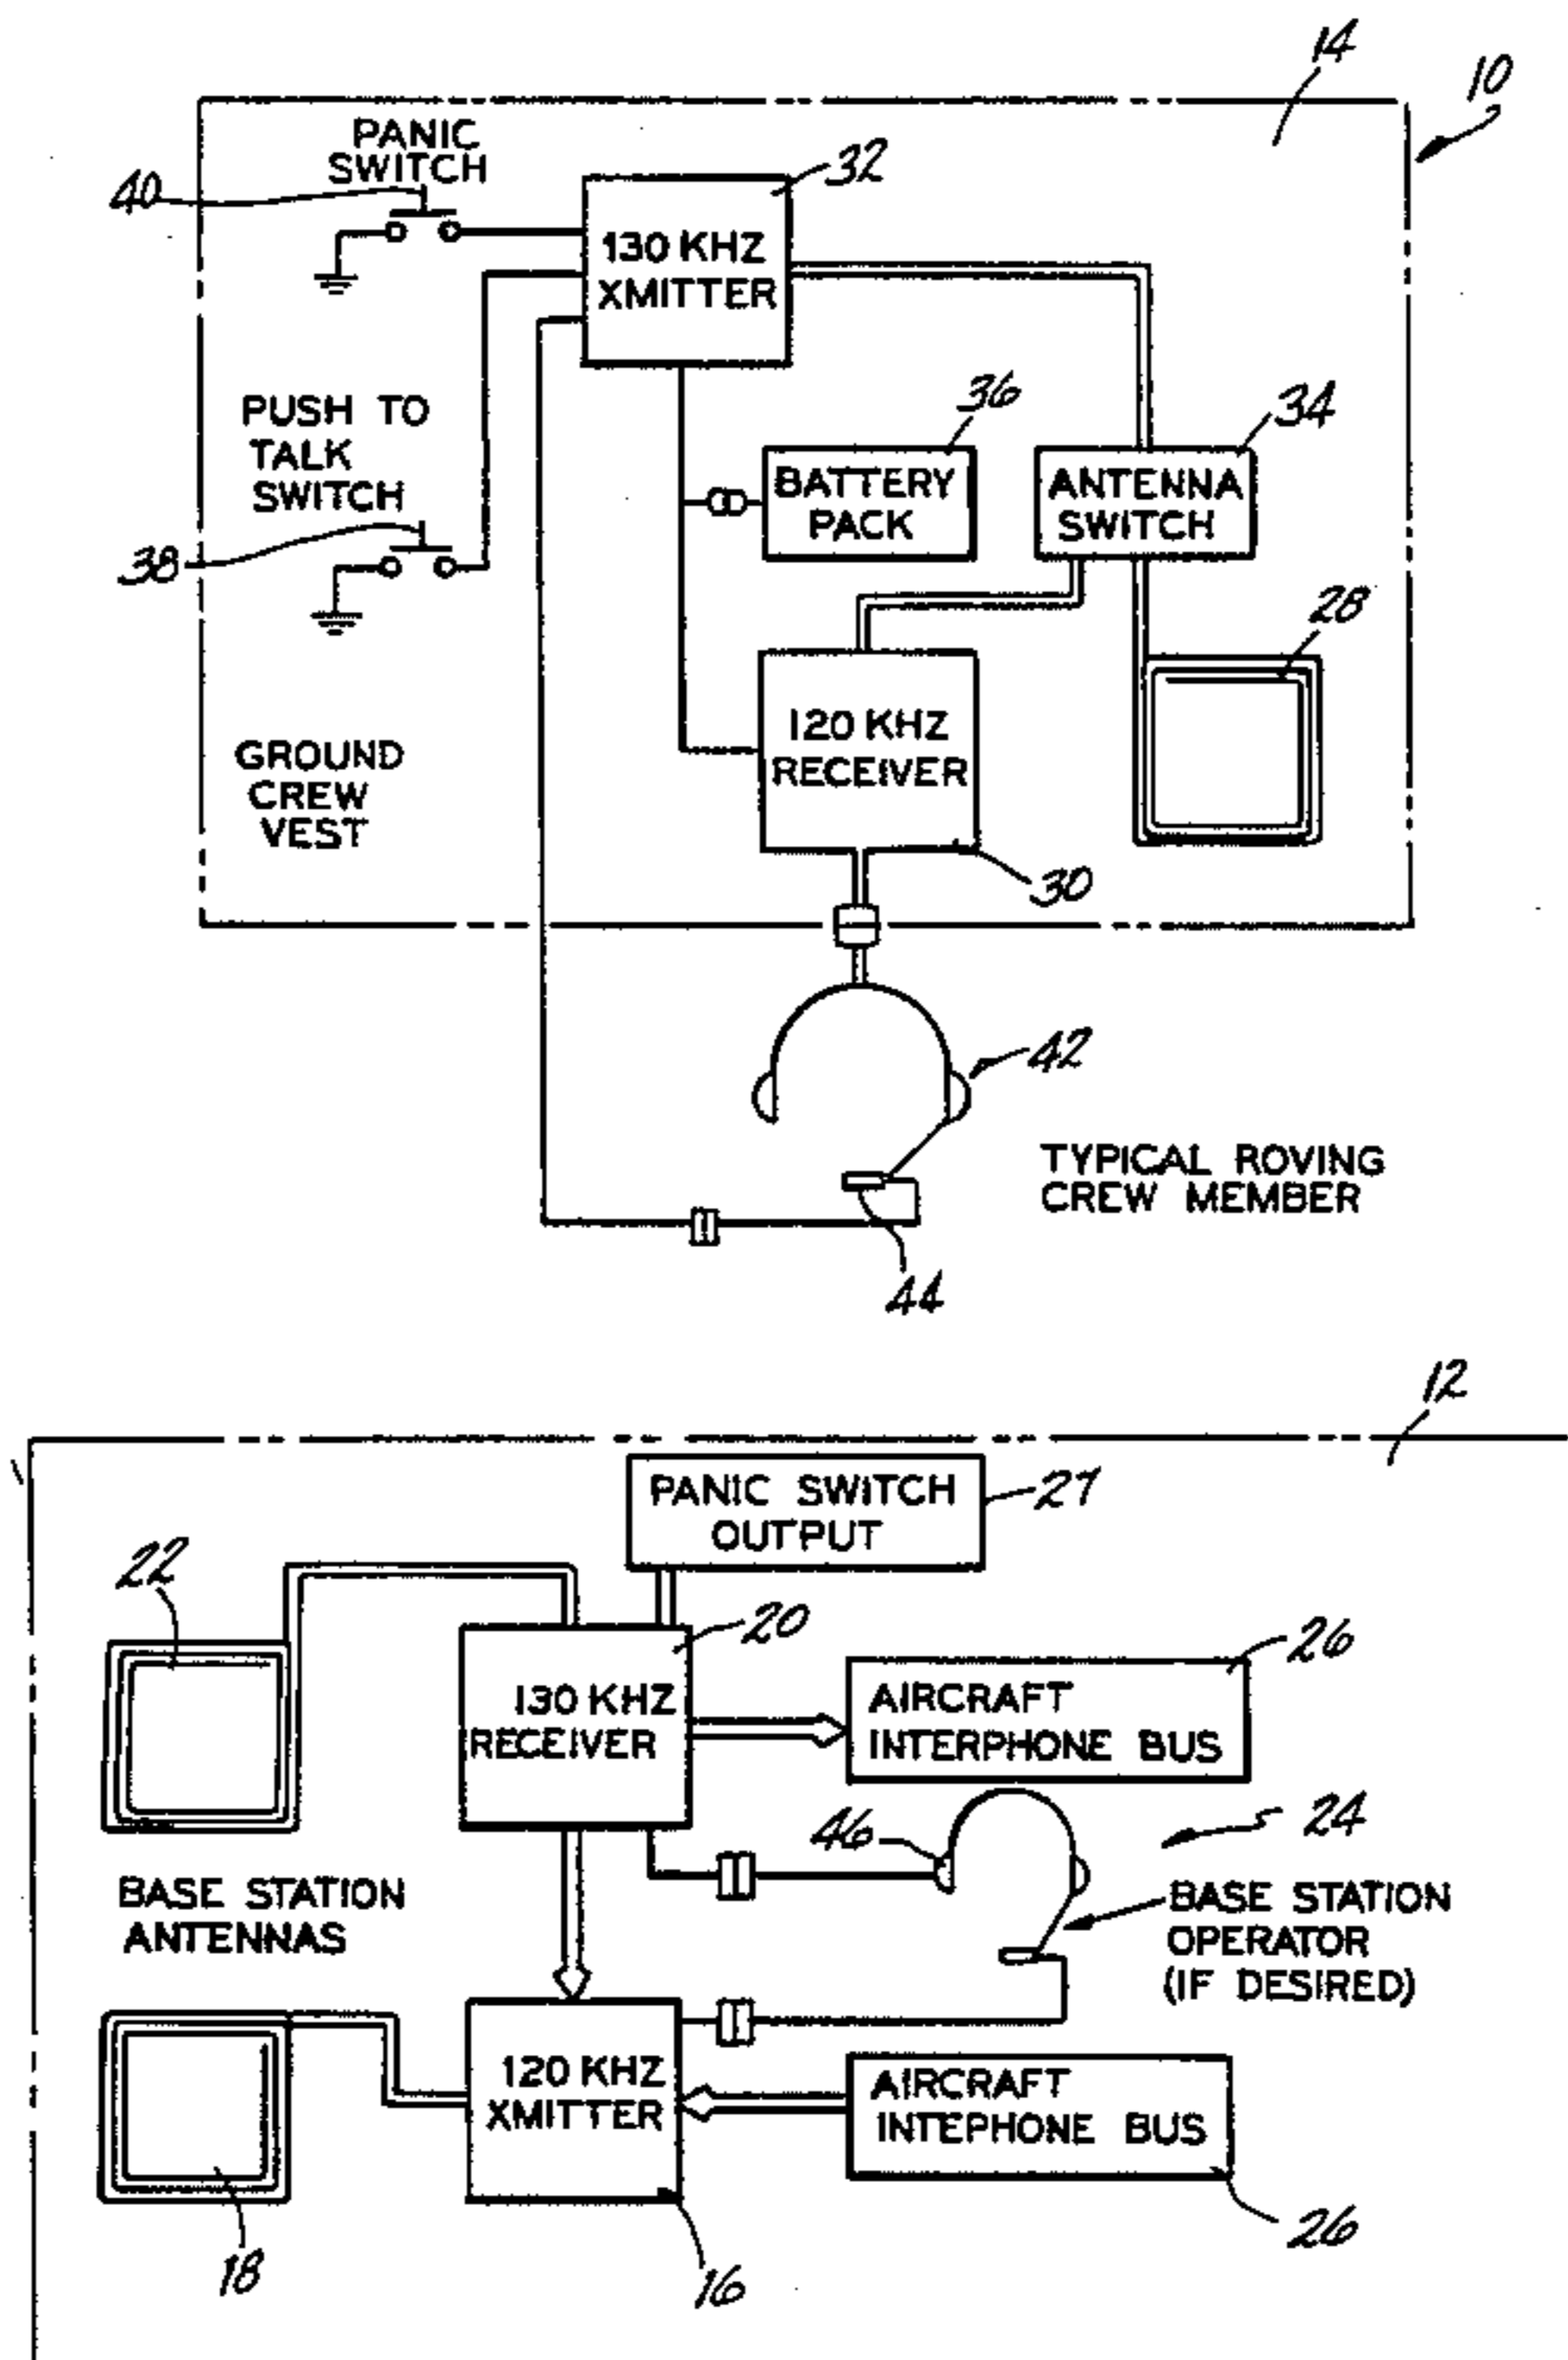 14
10
PANIC
SWITCH
40
32
130 KHZ
XMITTER
36
34
PUSH TO
TALK
SWITCH
BATTERY
PACK
ANTENNA
SWITCH
38
28
120 KHZ
RECEIVER
GROUND
CREW
VEST
30
42
TYPICAL ROVING
CREW MEMBER
44
12
PANIC SWITCH
OUTPUT
27
22
20
26
130 KHZ
RECEIVER
AIRCRAFT
INTERPHONE BUS
46
24
BASE STATION
ANTENNAS
BASE STATION
OPERATOR
(IF DESIRED)
120 KHZ
XMITTER
AIRCRAFT
INTEPHONE BUS
18
16
26